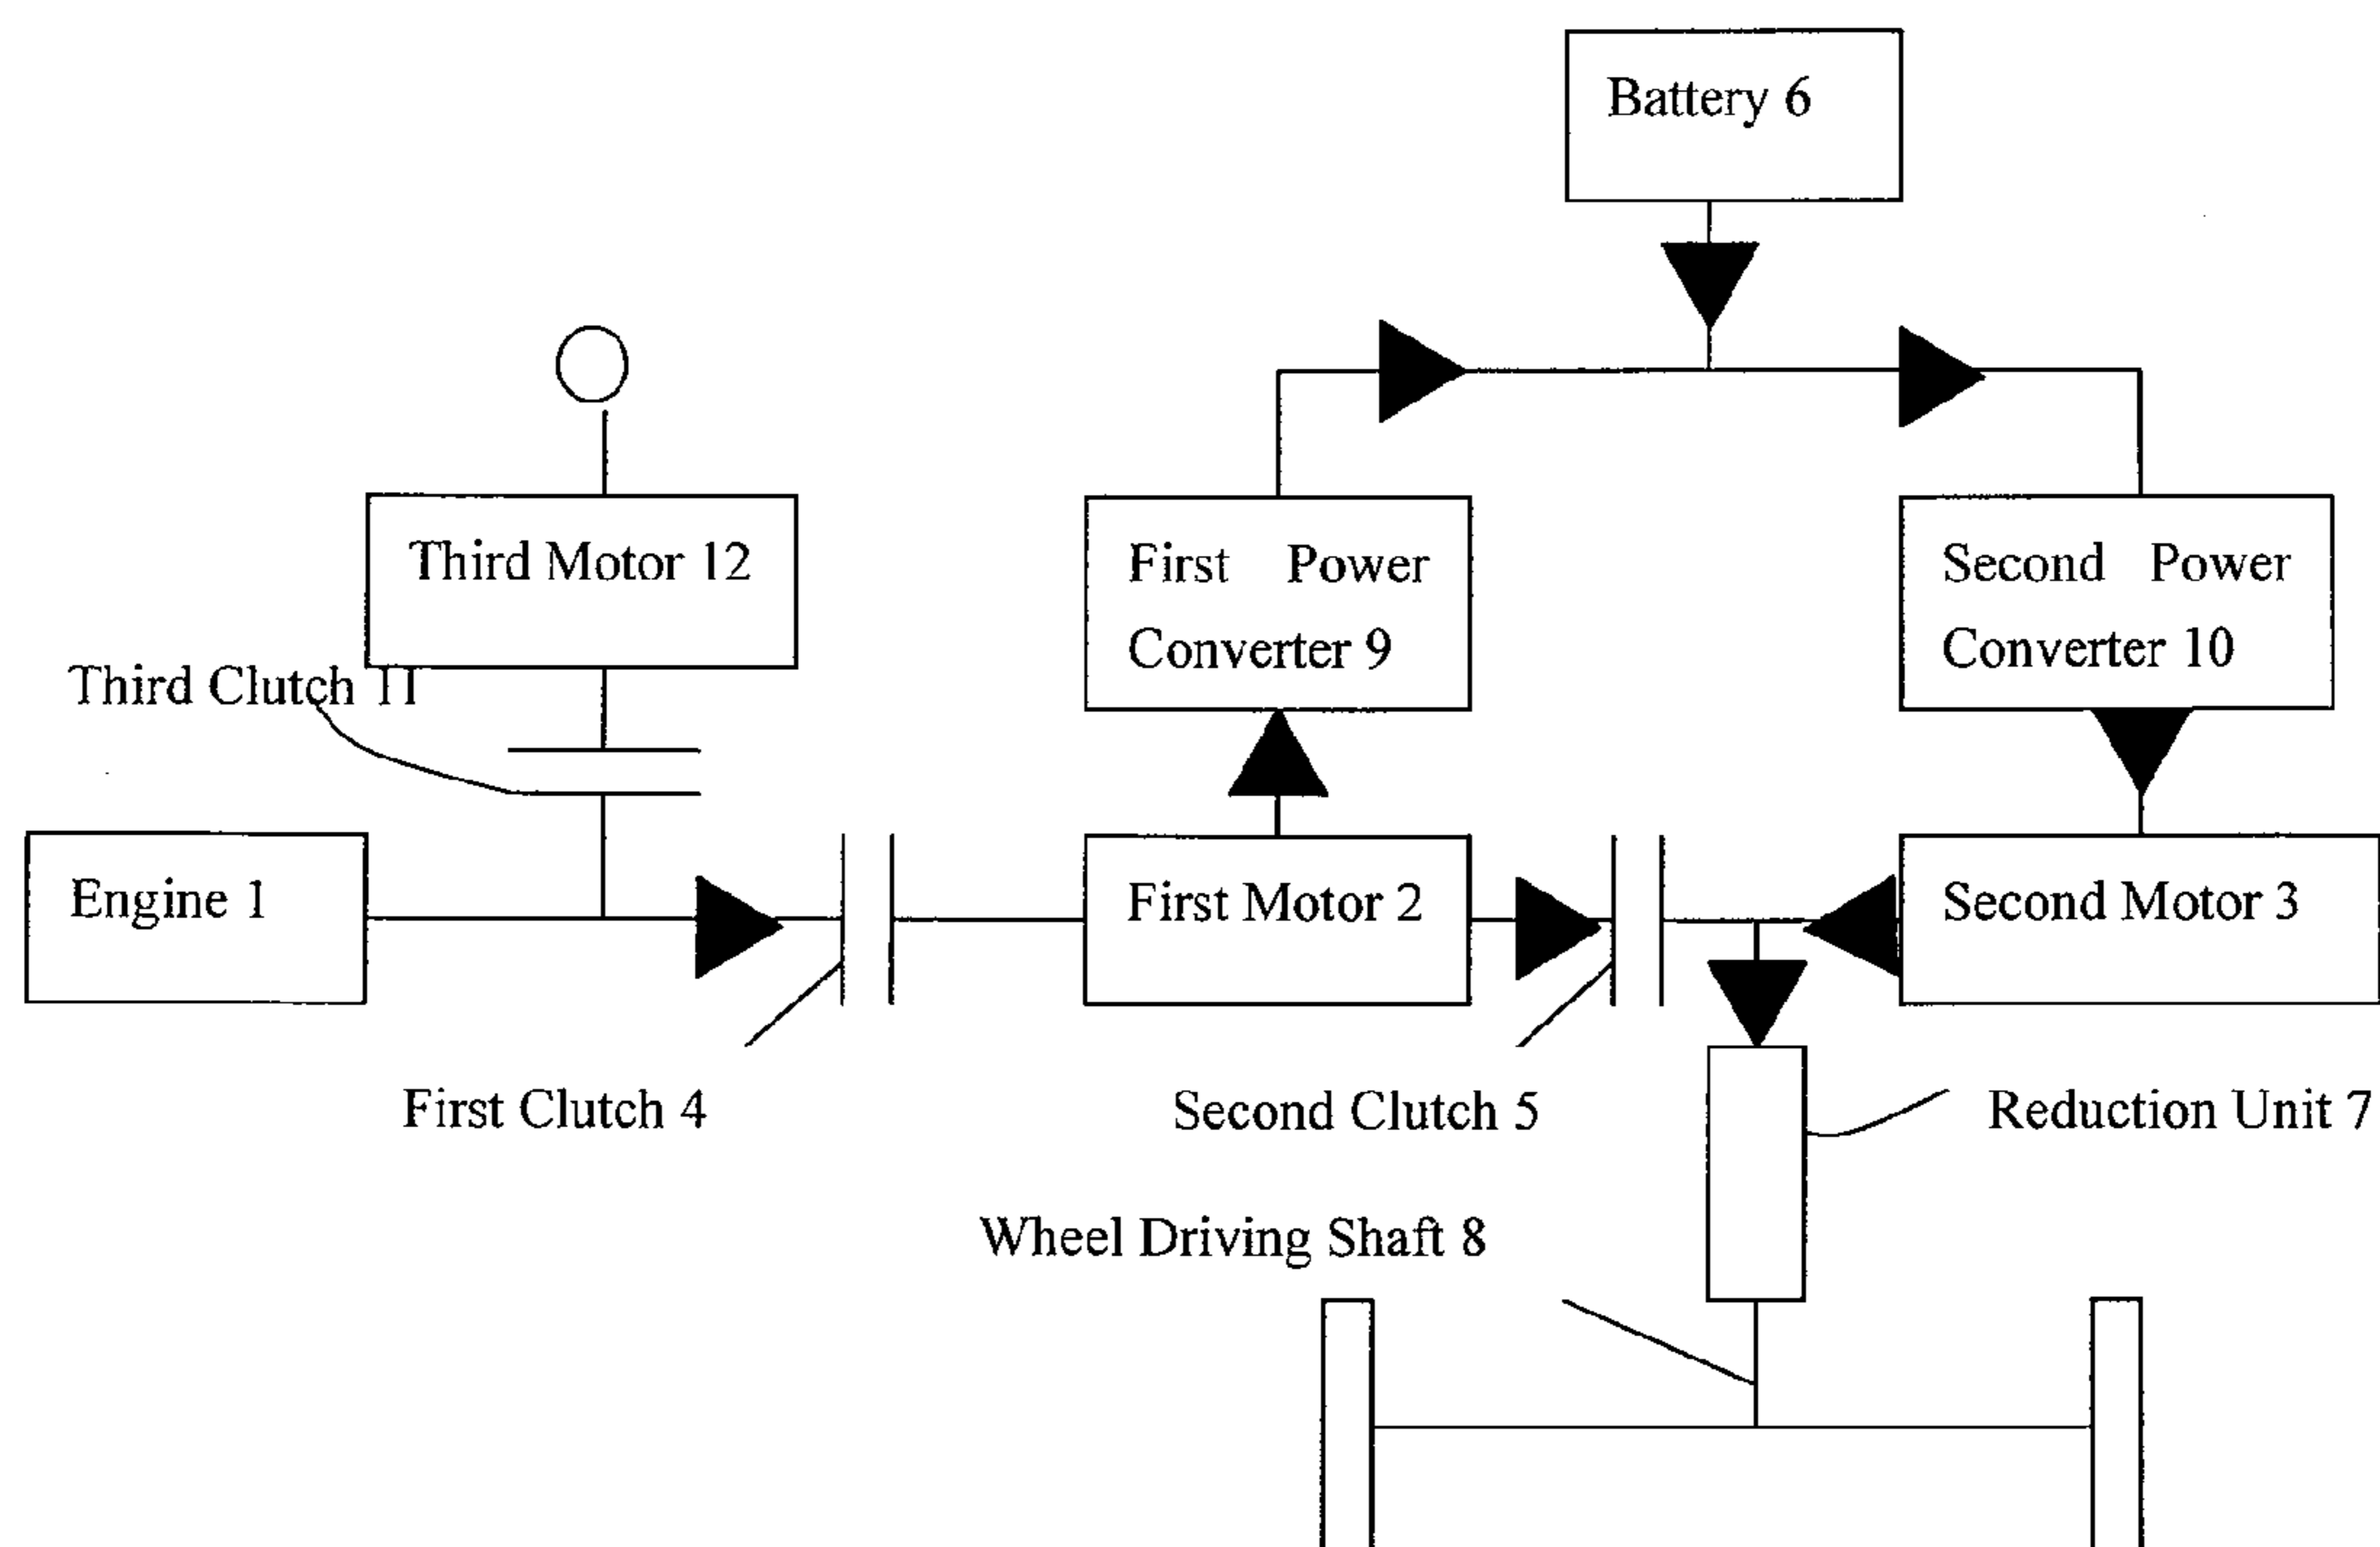 Battery 6
Third Motor 12
First Power
Converter 9
Second Power
Converter 10
Third Clutch 11
Engine 1
First Motor 2
Second Motor 3
First Clutch 4
Second Clutch 5
Reduction Unit 7
Wheel Driving Shaft 8